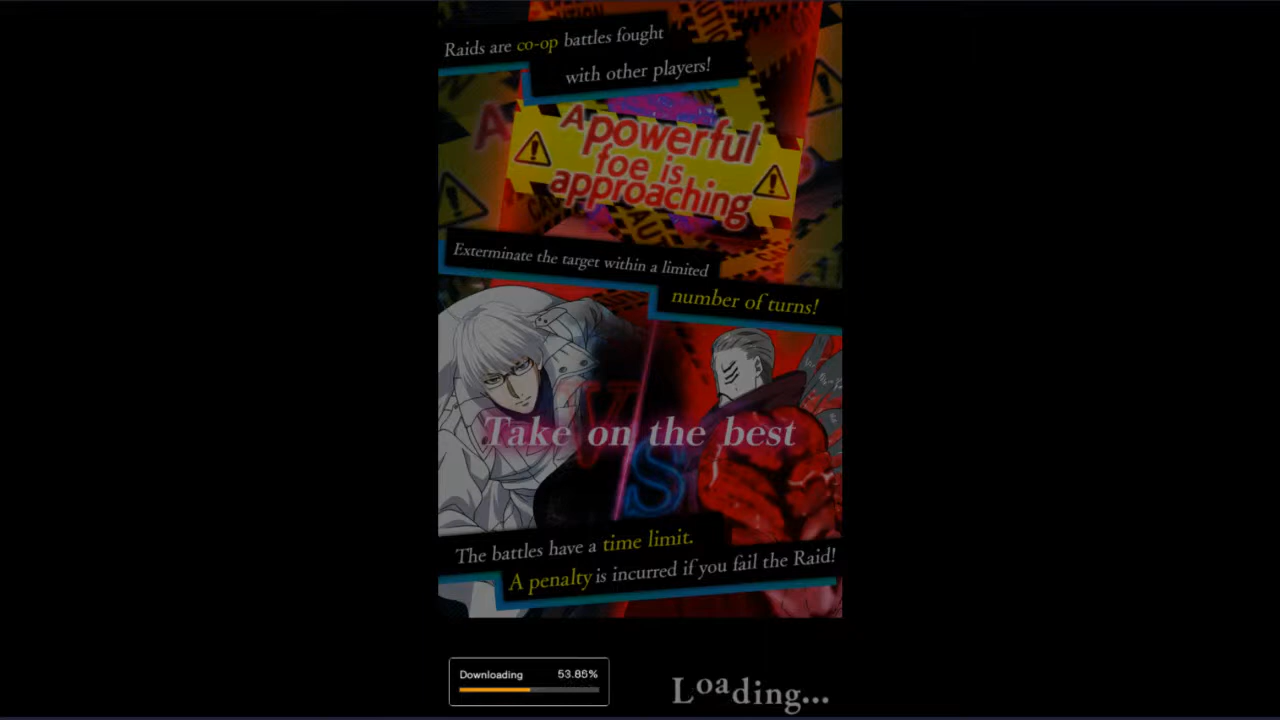 Raids are co-op battles fought
with other players!
A powerful
foe is
approaching
Exterminate the target within a limited
number of turns!
VS
Take on the best
The battles have a time limit.
A penalty is incurred if you fail the Raid!
Downloading 53.86%
Loading...